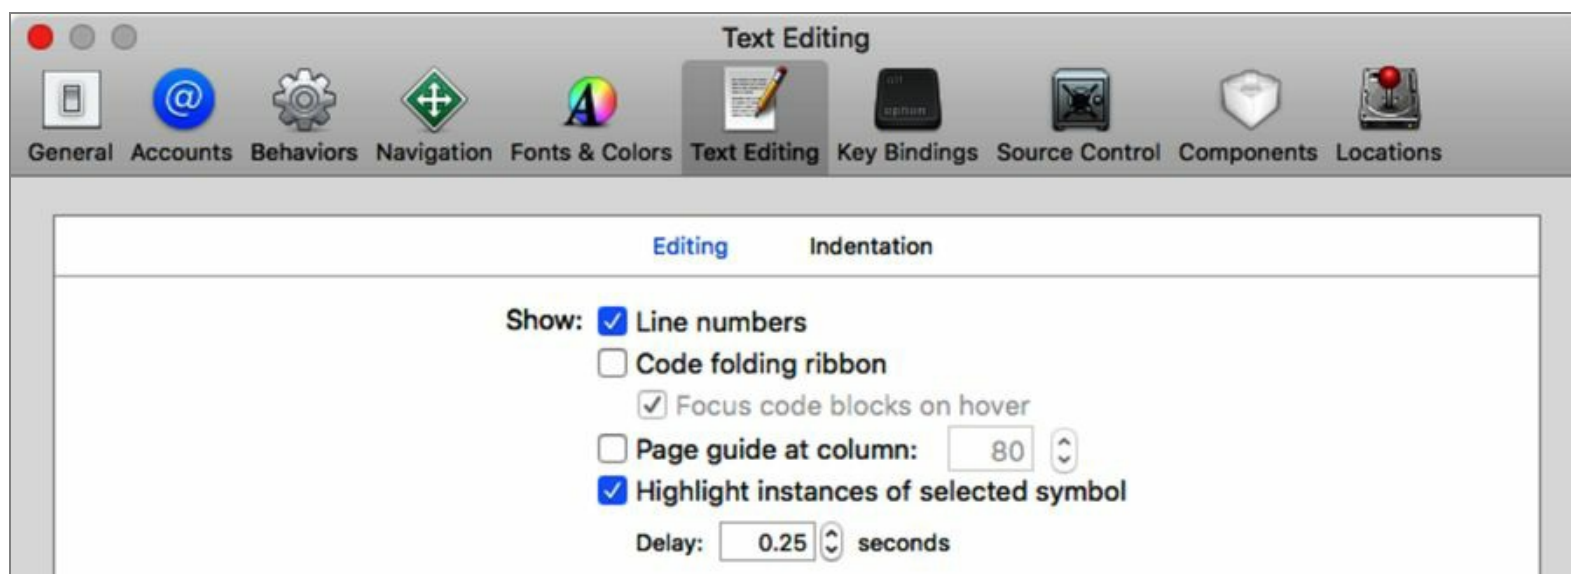 Text Editing
General Accounts Behaviors Navigation Fonts & Colors Text Editing Key Bindings Source Control Components Locations
Editing Indentation
Show: Line numbers
Code folding ribbon
Focus code blocks on hover
Page guide at column: 80
Highlight instances of selected symbol
Delay: 0.25 seconds